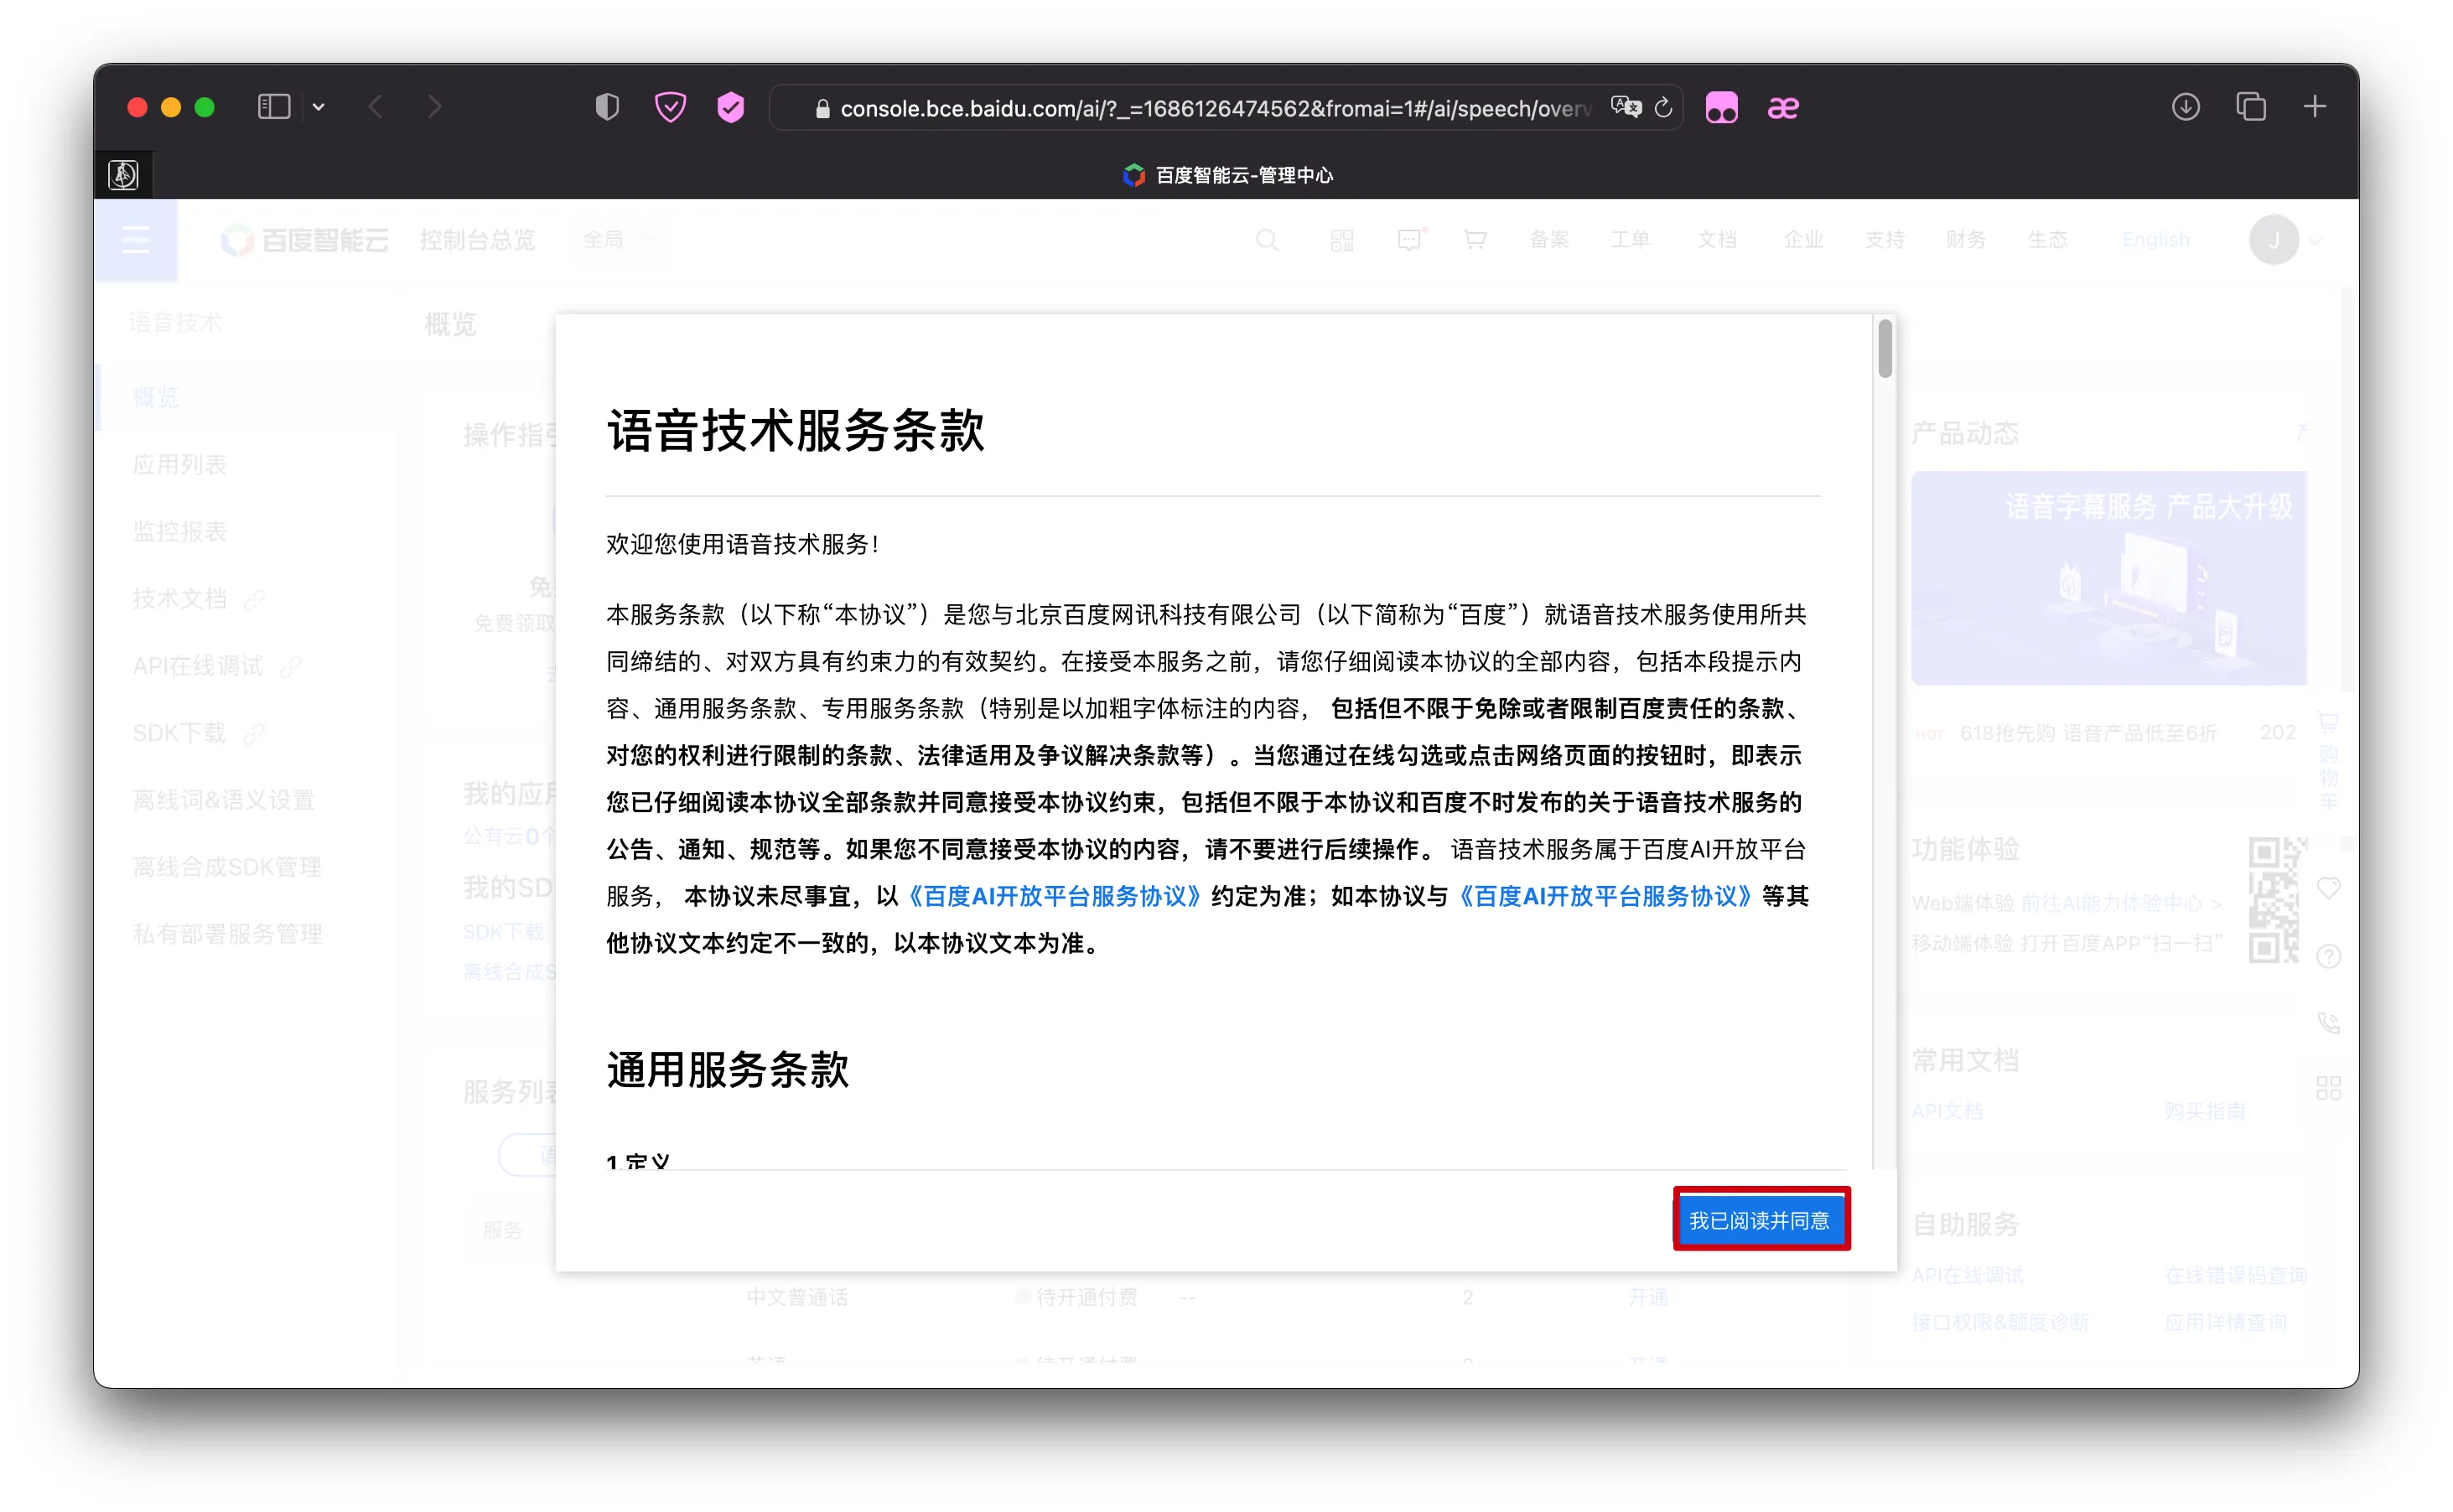 console.bce.baidu.com/ai/?_=1686126474562&fromai=1#/ai/speech/over
百度智能云-管理中心
百度智能云 控制台总览 全局 备案 工单 文档 企业 支持 财务 生态 English J
语音技术
概览
概览
应用列表
监控报表
技术文档
API在线调试
SDK下载
离线词&语义设置
离线合成SDK管理
私有部署服务管理
操作指
免费领取
我的应
公有云0个
我的SD
SDK下载
离线合成S
服务列
服务
语音技术服务条款
欢迎您使用语音技术服务！
本服务条款（以下称“本协议”）是您与北京百度网讯科技有限公司（以下简称为“百度”）就语音技术服务使用所共
同缔结的、对双方具有约束力的有效契约。在接受本服务之前，请您仔细阅读本协议的全部内容，包括本段提示内
容、通用服务条款、专用服务条款（特别是以加粗字体标注的内容，包括但不限于免除或者限制百度责任的条款、
对您的权利进行限制的条款、法律适用及争议解决条款等）。当您通过在线勾选或点击网络页面的按钮时，即表示
您已仔细阅读本协议全部条款并同意接受本协议约束，包括但不限于本协议和百度不时发布的关于语音技术服务的
公告、通知、规范等。如果您不同意接受本协议的内容，请不要进行后续操作。语音技术服务属于百度AI开放平台
服务，本协议未尽事宜，以《百度AI开放平台服务协议》约定为准；如本协议与《百度AI开放平台服务协议》等其
他协议文本约定不一致的，以本协议文本为准。
通用服务条款
1.定义
我已阅读并同意
中文普通话 待开通付费 -- 2 开通
产品动态
语音字幕服务 产品大升级
HOT 618抢先购 语音产品低至6折 202
购物车
功能体验
Web端体验 前往AI能力体验中心 >
移动端体验 打开百度APP“扫一扫”
常用文档
API文档 购买指南
自助服务
API在线调试 在线错误码查询
接口权限&额度诊断 应用详情查询